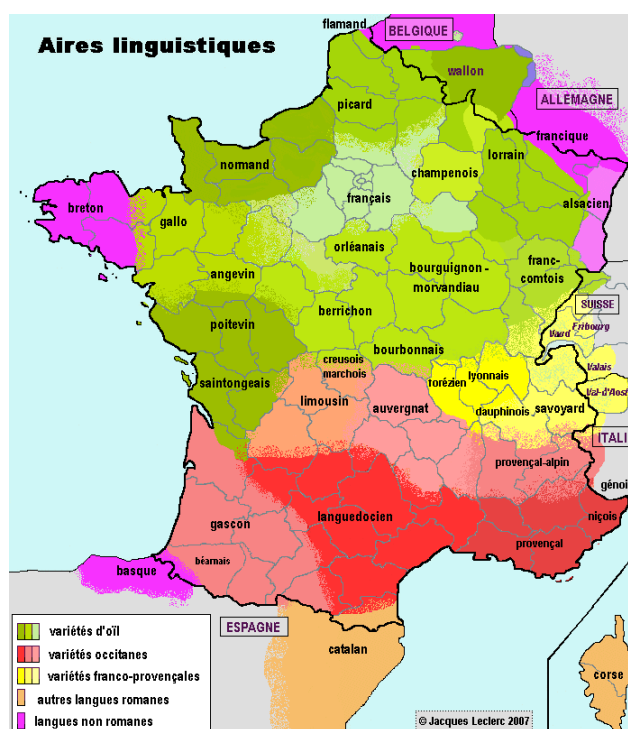 Aires linguistiques
flamand
BELGIQUE
wallon
picard
ALLEMAGNE
francique
normand
lorrain
champenois
français
alsacien
breton
gallo
orléanais
angevin
bourguignon -
morvandiau
franc-
comtois
berrichon
SUISSE
Vaud
Fribourg
poitevin
bourbonnais
creusois
marchois
Valais
saintongeais
forézien
lyonnais
limousin
auvergnat
dauphinois
savoyard
Val-d'Aost
ITALI
provençal-alpin
génoi
gascon
languedocien
niçois
provençal
béarnais
basque
ESPAGNE
catalan
corse
variétés d'oïl
variétés occitanes
variétés franco-provençales
autres langues romanes
langues non romanes
© Jacques Leclerc 2007